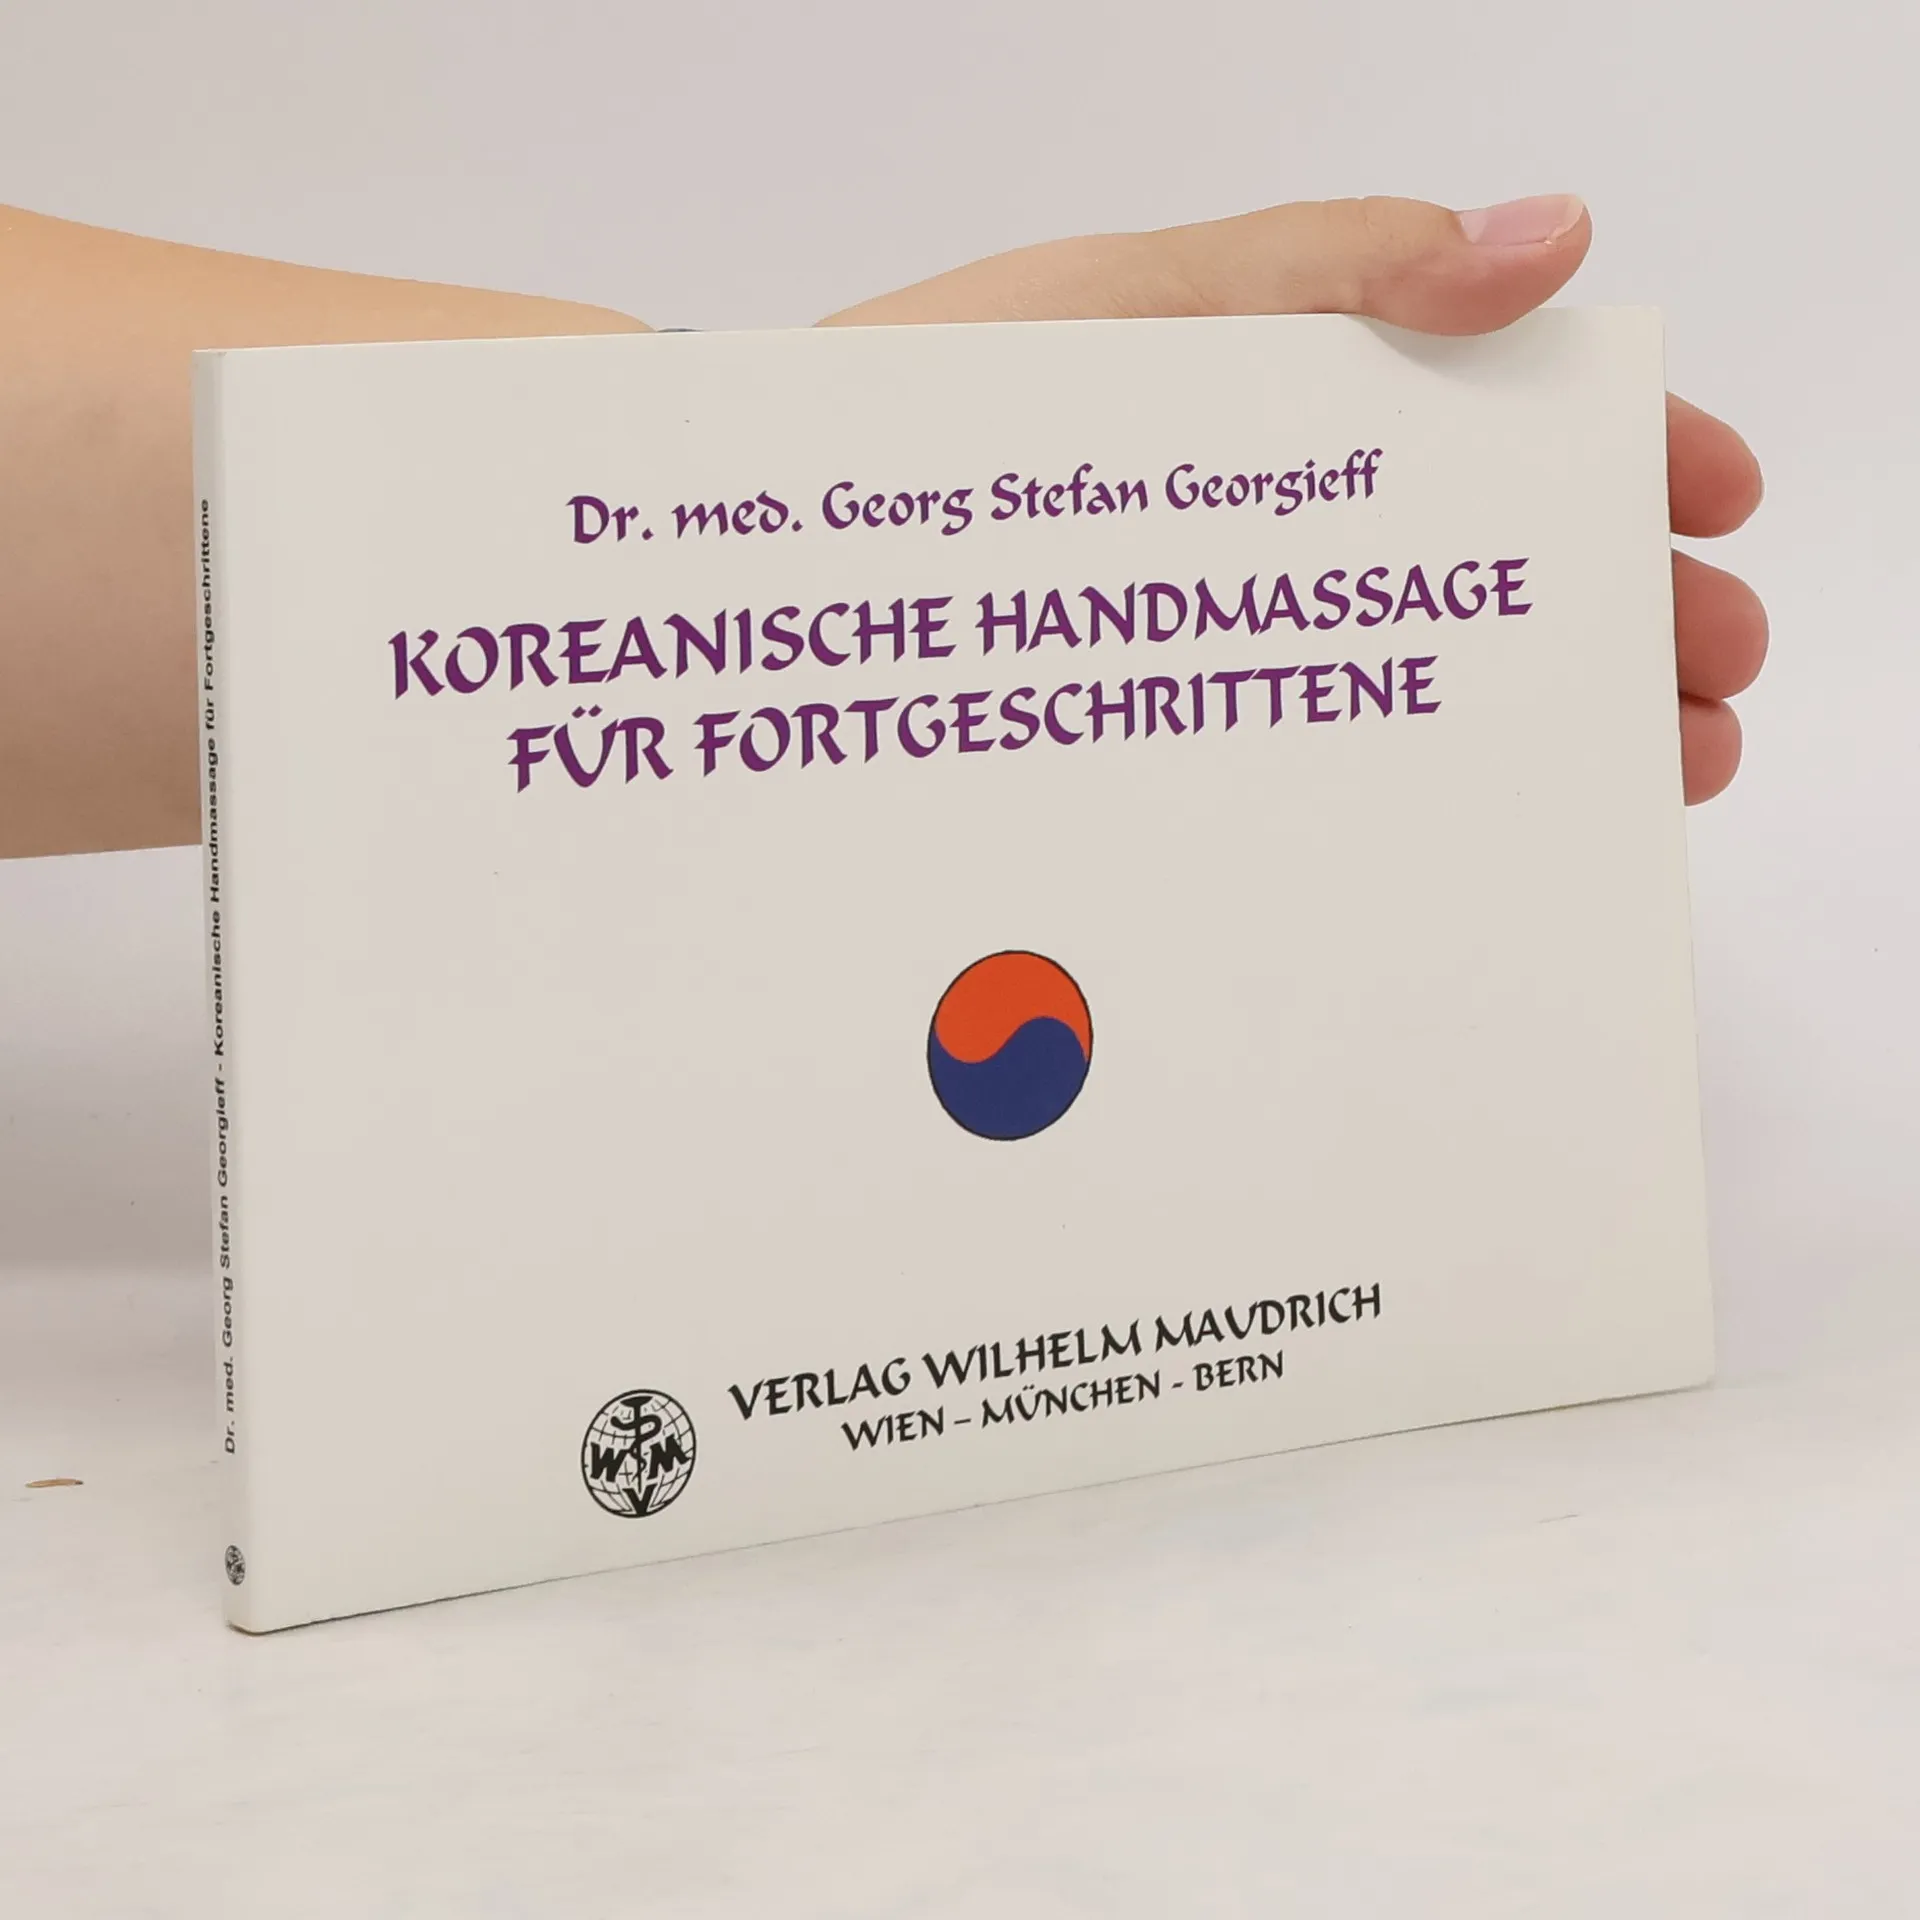 Dr. med. Georg Stefan Georgieff
KOREANISCHE HANDMASSAGE
FÜR FORTGESCHRITTENE
VERLAG WILHELM MAUDRICH
WIEN – MÜNCHEN - BERN
W M
V
Dr. med. Georg Stefan Georgieff - Koreanische Handmassage für Fortgeschrittene